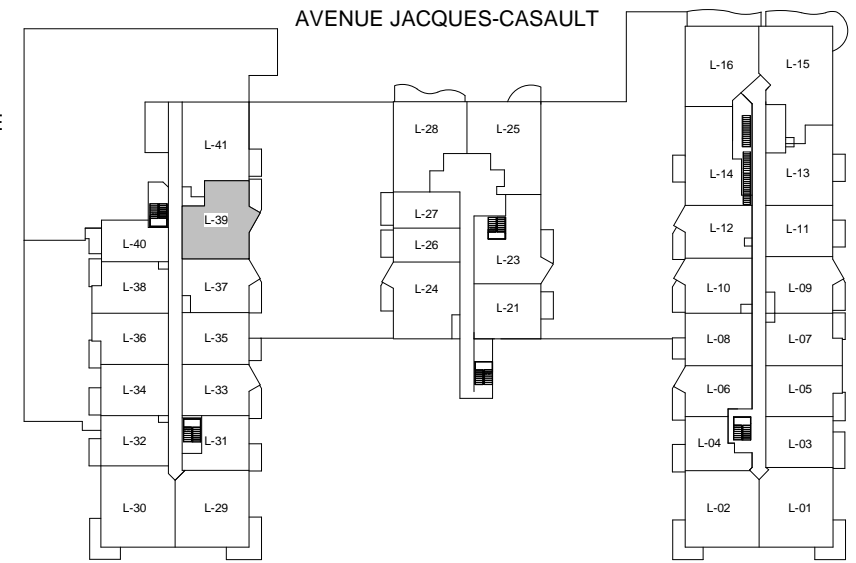 AVENUE JACQUES-CASAULT
E
L-16 L-15
L-28 L-25
L-41
L-14 L-13
L-39
L-27
L-40 L-12 L-11
L-26
L-23
L-38 L-37 L-24 L-10 L-09
L-21
L-36 L-35 L-08 L-07
L-34 L-33 L-06 L-05
L-32 L-31 L-04 L-03
L-30 L-29 L-02 L-01